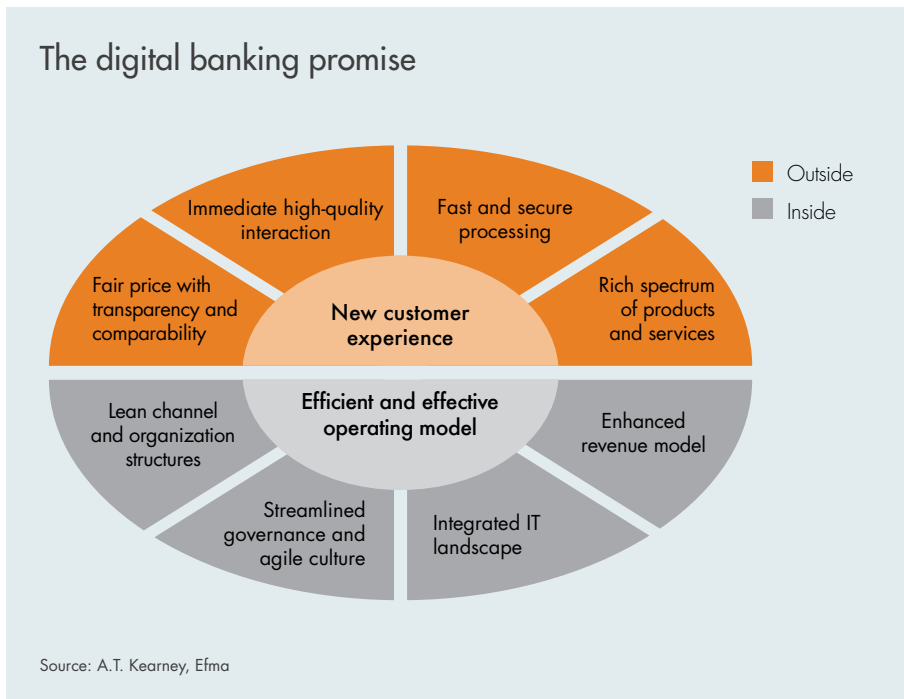 The digital banking promise
Outside
Inside
Immediate high-quality
interaction
Fast and secure
processing
Fair price with
transparency and
comparability
Rich spectrum
of products
and services
New customer
experience
Efficient and effective
operating model
Lean channel
and organization
structures
Enhanced
revenue model
Streamlined
governance and
agile culture
Integrated IT
landscape
Source: A.T. Kearney, Efma